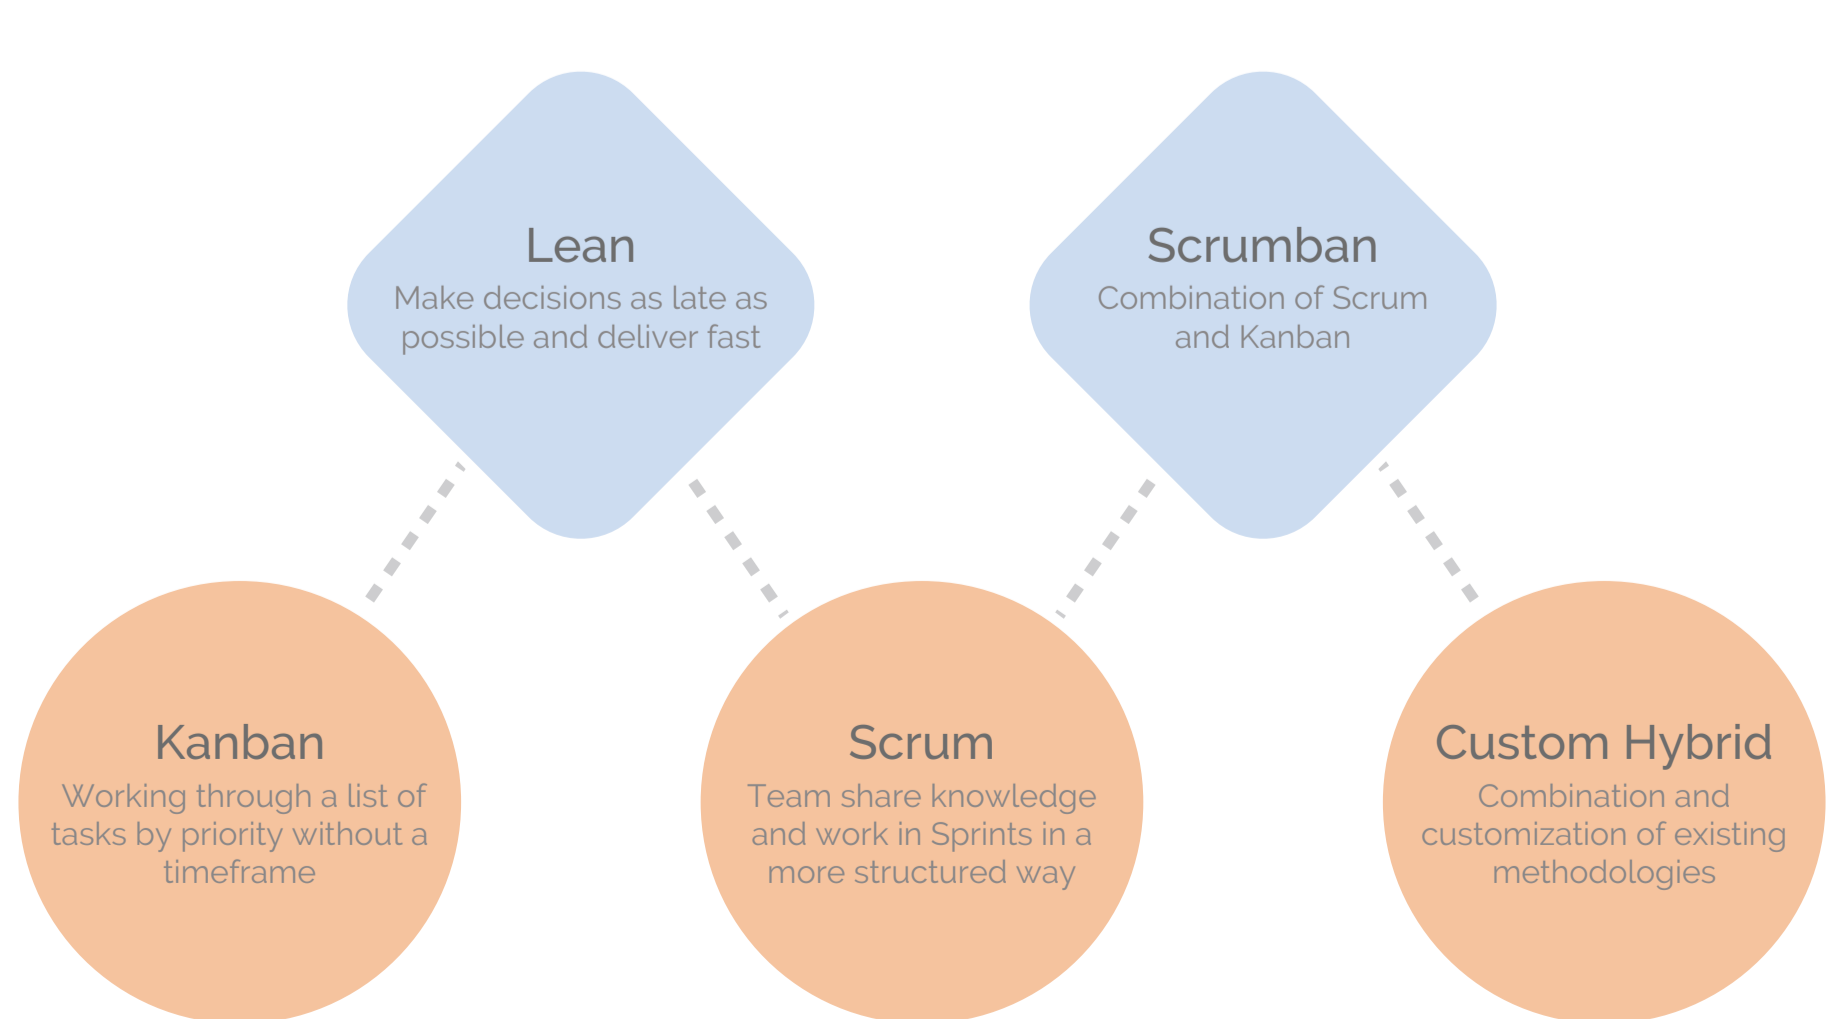 Lean
Make decisions as late as
possible and deliver fast
Scrumban
Combination of Scrum
and Kanban
Kanban
Working through a list of
tasks by priority without a
timeframe
Scrum
Team share knowledge
and work in Sprints in a
more structured way
Custom Hybrid
Combination and
customization of existing
methodologies